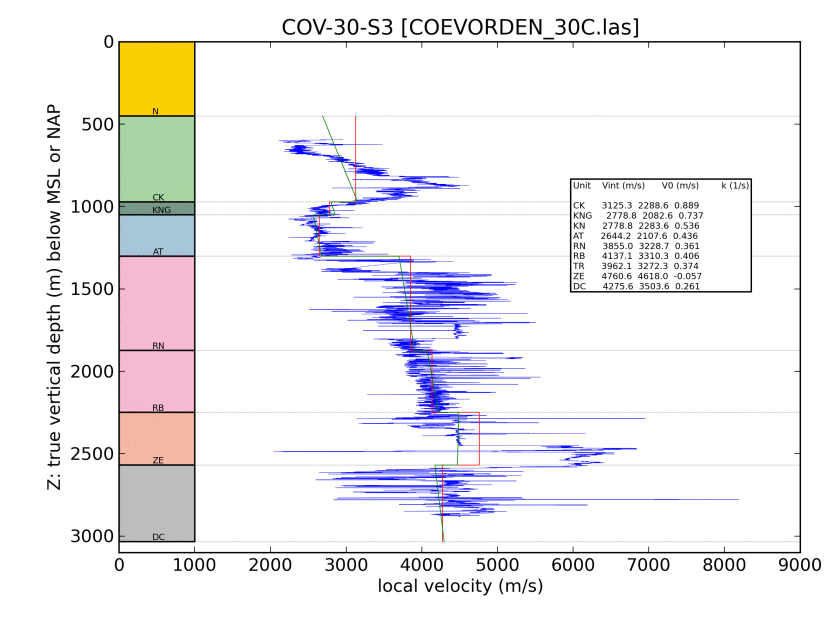 COV-30-S3 [COEVORDEN_30C.las]
0
500
1000
1500
2000
2500
3000
Z: true vertical depth (m) below MSL or NAP
N
CK
KNG
AT
RN
RB
ZE
DC
Unit Vint (m/s) V0 (m/s) k (1/s)
CK 3125.3 2288.6 0.889
KNG 2778.8 2082.6 0.737
KN 2778.8 2283.6 0.536
AT 2644.2 2107.6 0.436
RN 3855.0 3228.7 0.361
RB 4137.1 3310.3 0.406
TR 3962.1 3272.3 0.374
ZE 4760.6 4618.0 -0.057
DC 4275.6 3503.6 0.261
0 1000 2000 3000 4000 5000 6000 7000 8000 9000
local velocity (m/s)